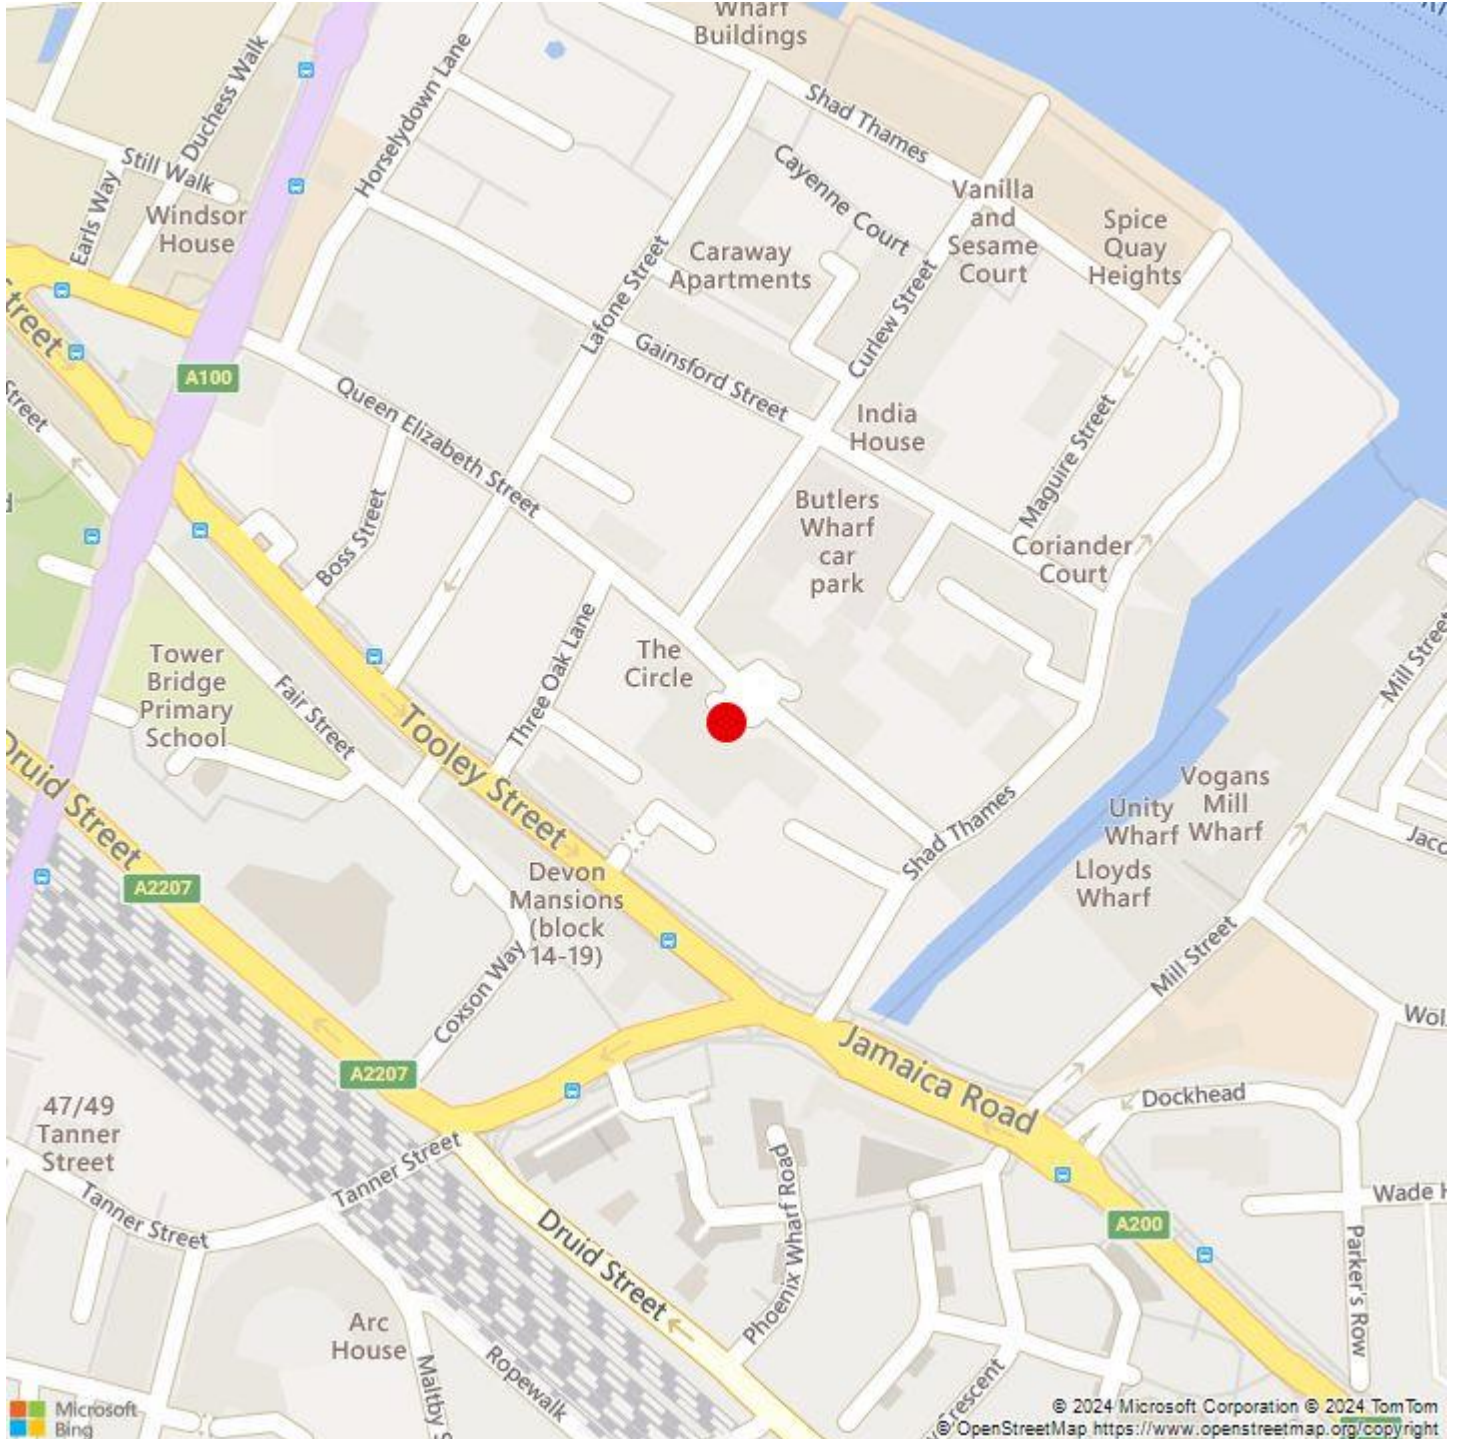 Wharf
Buildings
Duchess Walk
Horselydown Lane
Shad Thames
Still Walk
Cayenne Court
Earls Way
Windsor
House
Vanilla
and
Sesame
Court
Spice
Quay
Heights
Caraway
Apartments
Lafone Street
Curlew Street
Street
A100
Gainsford Street
Queen Elizabeth Street
Street
India
House
Maguire Street
Butlers
Wharf
car
park
Boss Street
Coriander
Court
Tower
Bridge
Primary
School
Fair Street
Three Oak Lane
The
Circle
Mill Street
Tooley Street
Druid Street
Vogans
Mill
Wharf
Unity
Wharf
Shad Thames
Lloyds
Wharf
Jaco
A2207
Devon
Mansions
(block
14-19)
Mill Street
Coxson Way
Wol
Jamaica Road
A2207
Dockhead
47/49
Tanner
Street
Tanner Street
Tanner Street
Phoenix Wharf Road
Wade H
A200
Druid Street
Parker's Row
Arc
House
Maltby S
Ropewalk
Crescent
Microsoft
Bing
© 2024 Microsoft Corporation © 2024 TomTom
© OpenStreetMap https://www.openstreetmap.org/copyright